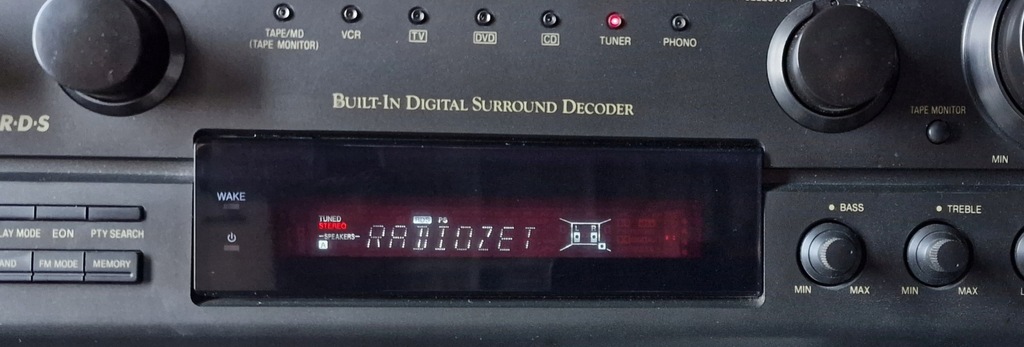 TAPE/MD
(TAPE MONITOR)
VCR
TV
DVD
CD
TUNER
PHONO
BUILT-IN DIGITAL SURROUND DECODER
R·D·S
TAPE MONITOR
MIN
WAKE
TUNED
STEREO
SPEAKERS
A
PS
RADIOZET
L R
LAY MODE
EON
PTY SEARCH
AND
FM MODE
MEMORY
BASS
TREBLE
MIN
MAX
MIN
MAX